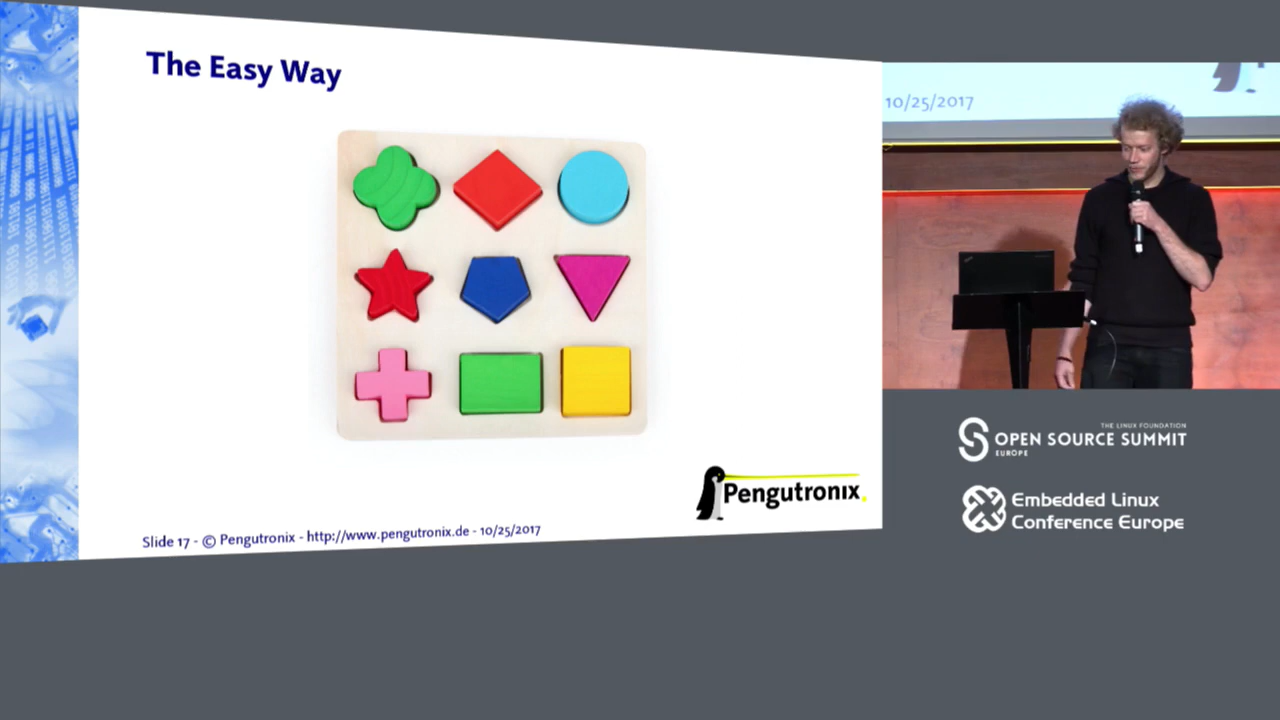 The Easy Way
Pengutronix.
Slide 17 - © Pengutronix - http://www.pengutronix.de - 10/25/2017
10/25/2017
THE LINUX FOUNDATION
OPEN SOURCE SUMMIT
EUROPE
Embedded Linux
Conference Europe